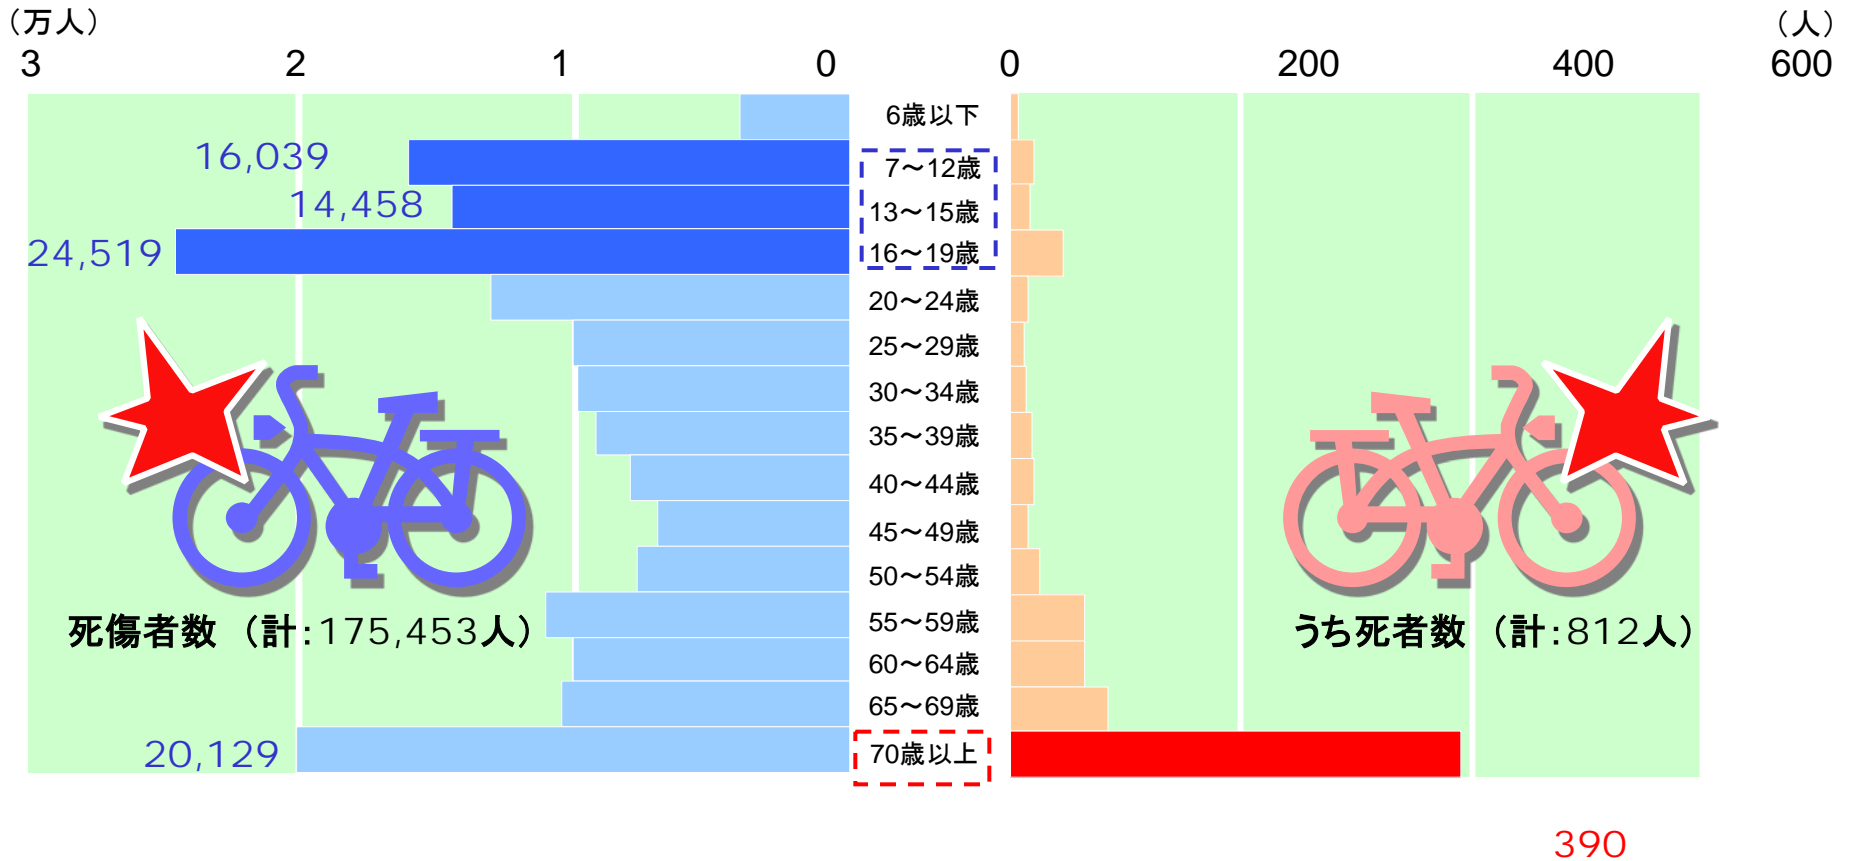 （万人）
（人）
3 2 1 0 0 200 400 600
6歳以下
16,039 7～12歳
14,458 13～15歳
24,519 16～19歳
20～24歳
25～29歳
30～34歳
35～39歳
40～44歳
45～49歳
50～54歳
55～59歳
死傷者数 （計：175,453人）
うち死者数 （計：812人）
60～64歳
65～69歳
20,129 70歳以上
390